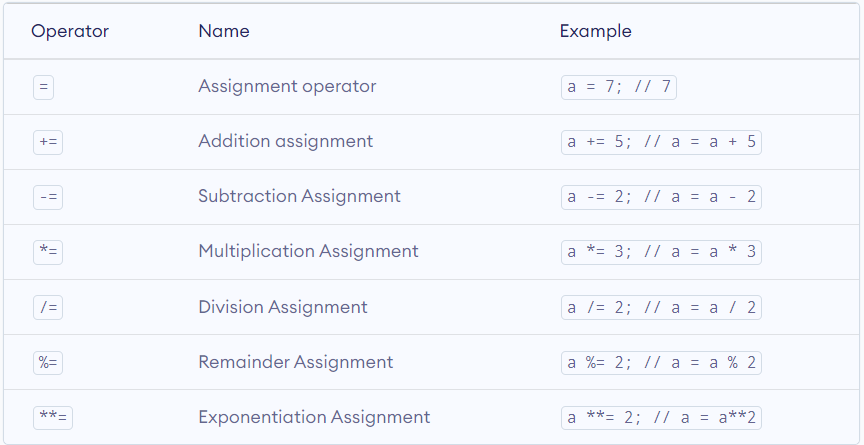 Operator Name Example
= Assignment operator a = 7; // 7
+= Addition assignment a += 5; // a = a + 5
-= Subtraction Assignment a -= 2; // a = a - 2
*= Multiplication Assignment a *= 3; // a = a * 3
/= Division Assignment a /= 2; // a = a / 2
%= Remainder Assignment a %= 2; // a = a % 2
**= Exponentiation Assignment a **= 2; // a = a**2